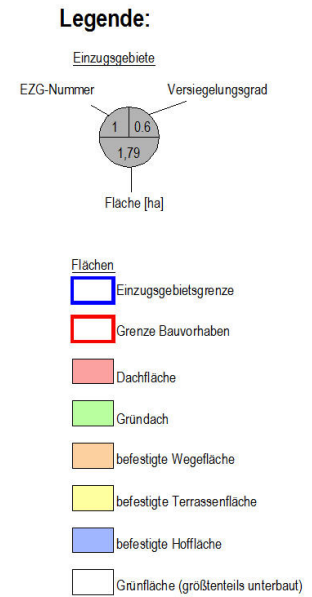 Legende:
Einzugsgebiete
EZG-Nummer
Versiegelungsgrad
1
0.6
1,79
Fläche [ha]
Flächen
Einzugsgebietsgrenze
Grenze Bauvorhaben
Dachfläche
Gründach
befestigte Wegefläche
befestigte Terrassenfläche
befestigte Hoffläche
Grünfläche (größtenteils unterbaut)